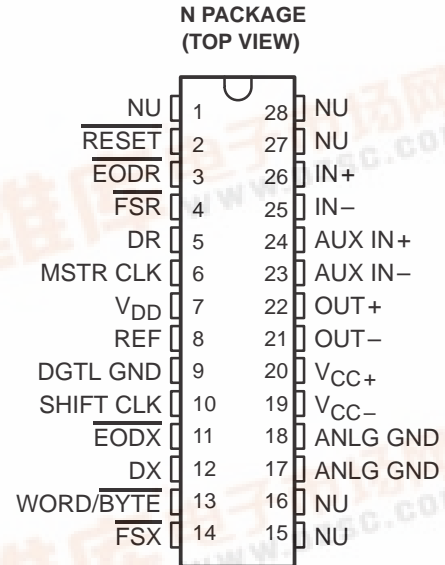 N PACKAGE
(TOP VIEW)
NU 1 28 NU
RESET 2 27 NU
EODR 3 26 IN+
FSR 4 25 IN−
DR 5 24 AUX IN+
MSTR CLK 6 23 AUX IN−
VDD 7 22 OUT+
REF 8 21 OUT−
DGTL GND 9 20 VCC+
SHIFT CLK 10 19 VCC−
EODX 11 18 ANLG GND
DX 12 17 ANLG GND
WORD/BYTE 13 16 NU
FSX 14 15 NU